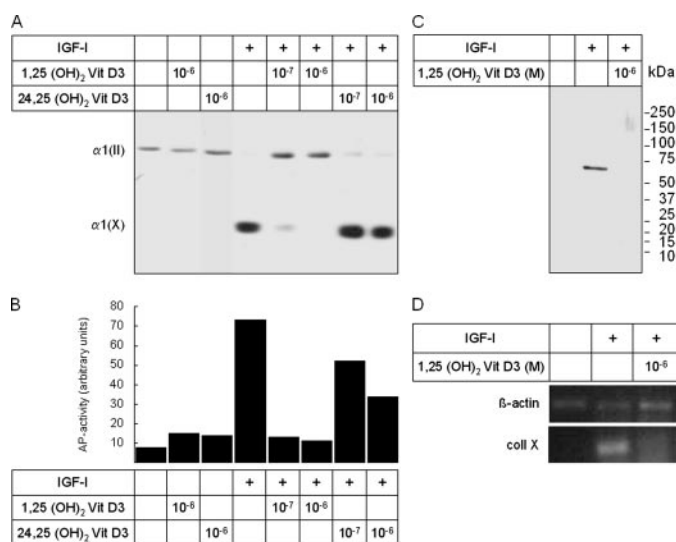 A
IGF-I + + + + +
1,25 (OH)₂ Vit D3 10⁻⁶ 10⁻⁷ 10⁻⁶
24,25 (OH)₂ Vit D3 10⁻⁶ 10⁻⁷ 10⁻⁶
α1(II)
α1(X)
B
AP-activity (arbitrary units)
80
70
60
50
40
30
20
10
IGF-I + + + + +
1,25 (OH)₂ Vit D3 10⁻⁶ 10⁻⁷ 10⁻⁶
24,25 (OH)₂ Vit D3 10⁻⁶ 10⁻⁷ 10⁻⁶
C
IGF-I + +
1,25 (OH)₂ Vit D3 (M) 10⁻⁶
kDa
-250
-150
-100
- 75
- 50
- 37
- 25
- 20
- 15
- 10
D
IGF-I + +
1,25 (OH)₂ Vit D3 (M) 10⁻⁶
ß-actin
coll X